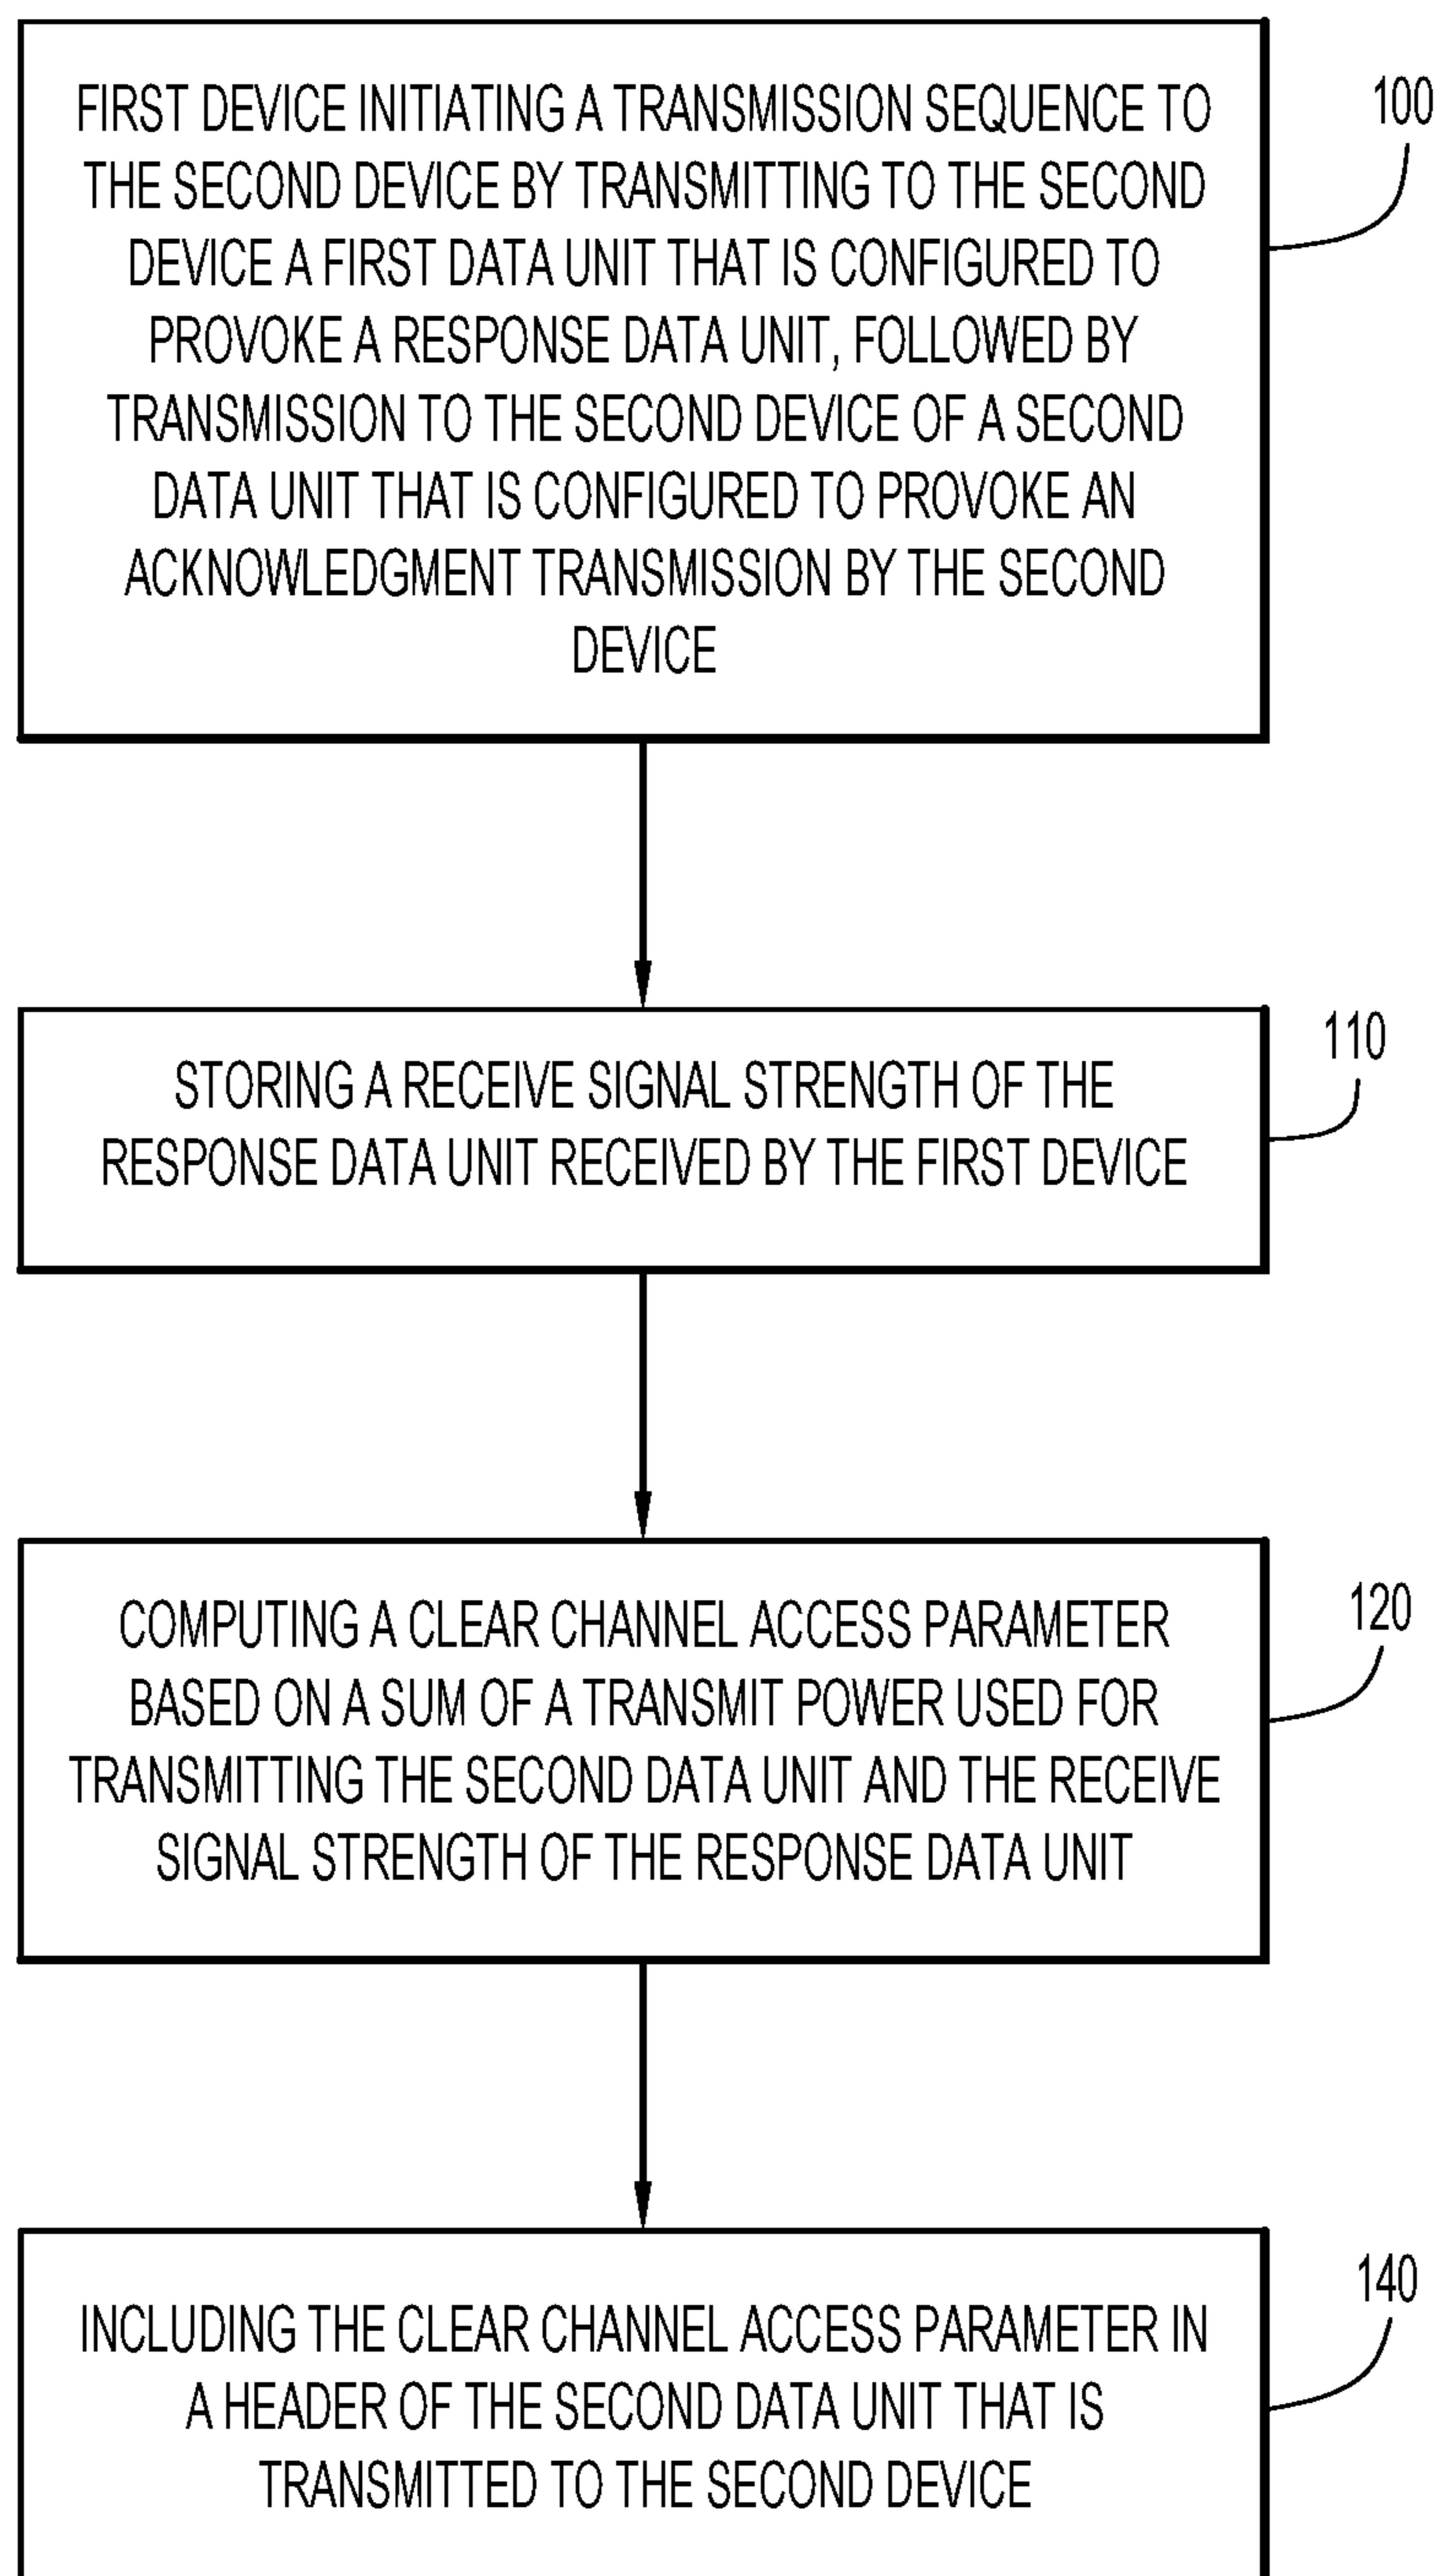 FIRST DEVICE INITIATING A TRANSMISSION SEQUENCE TO
THE SECOND DEVICE BY TRANSMITTING TO THE SECOND
DEVICE A FIRST DATA UNIT THAT IS CONFIGURED TO
PROVOKE A RESPONSE DATA UNIT, FOLLOWED BY
TRANSMISSION TO THE SECOND DEVICE OF A SECOND
DATA UNIT THAT IS CONFIGURED TO PROVOKE AN
ACKNOWLEDGMENT TRANSMISSION BY THE SECOND
DEVICE
100
STORING A RECEIVE SIGNAL STRENGTH OF THE
RESPONSE DATA UNIT RECEIVED BY THE FIRST DEVICE
110
COMPUTING A CLEAR CHANNEL ACCESS PARAMETER
BASED ON A SUM OF A TRANSMIT POWER USED FOR
TRANSMITTING THE SECOND DATA UNIT AND THE RECEIVE
SIGNAL STRENGTH OF THE RESPONSE DATA UNIT
120
INCLUDING THE CLEAR CHANNEL ACCESS PARAMETER IN
A HEADER OF THE SECOND DATA UNIT THAT IS
TRANSMITTED TO THE SECOND DEVICE
140